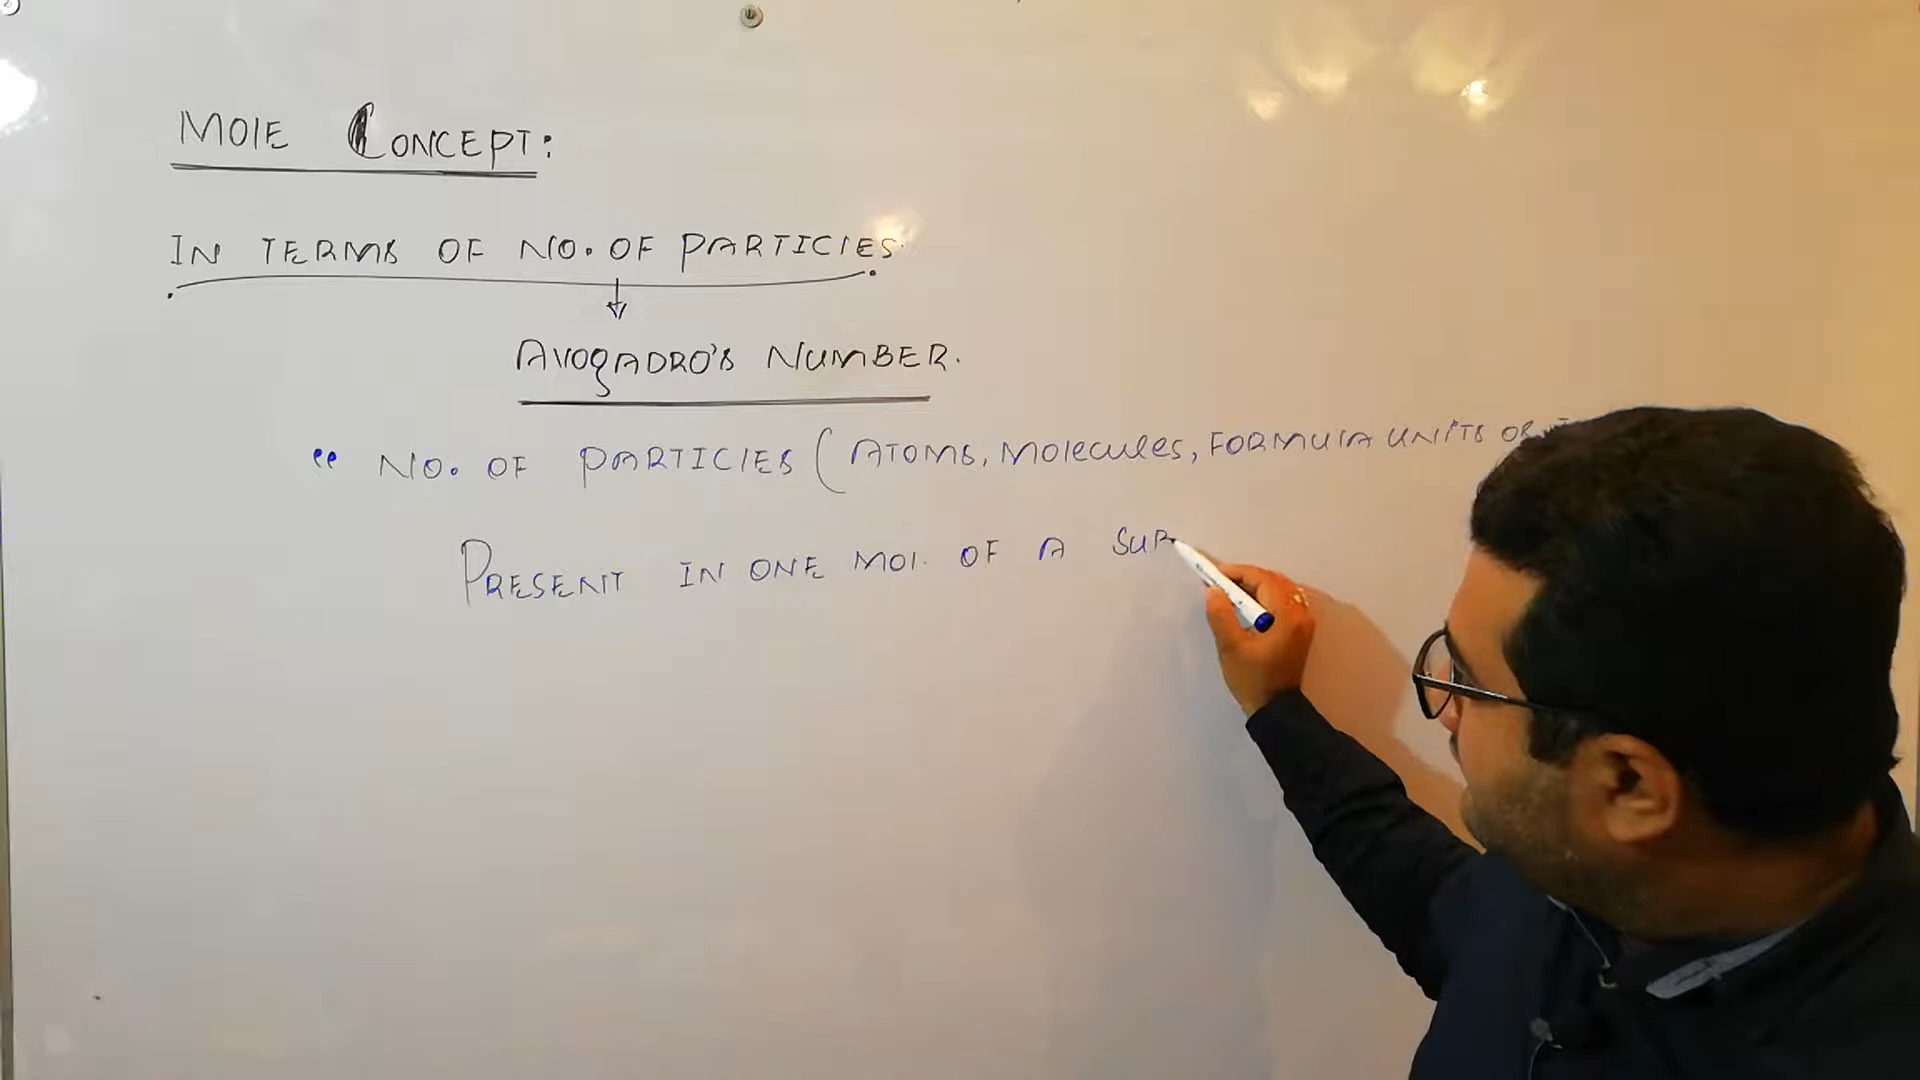 MOlE CONCEPT:
IN TERMS OF NO. OF PARTIClES.
AVOgADRO'S NUMBER.
" NO. OF PARTIClES ( ATOMS, MOlecules, FORMUlA UNITS OR
PRESENT IN ONE MOl. OF A SUB